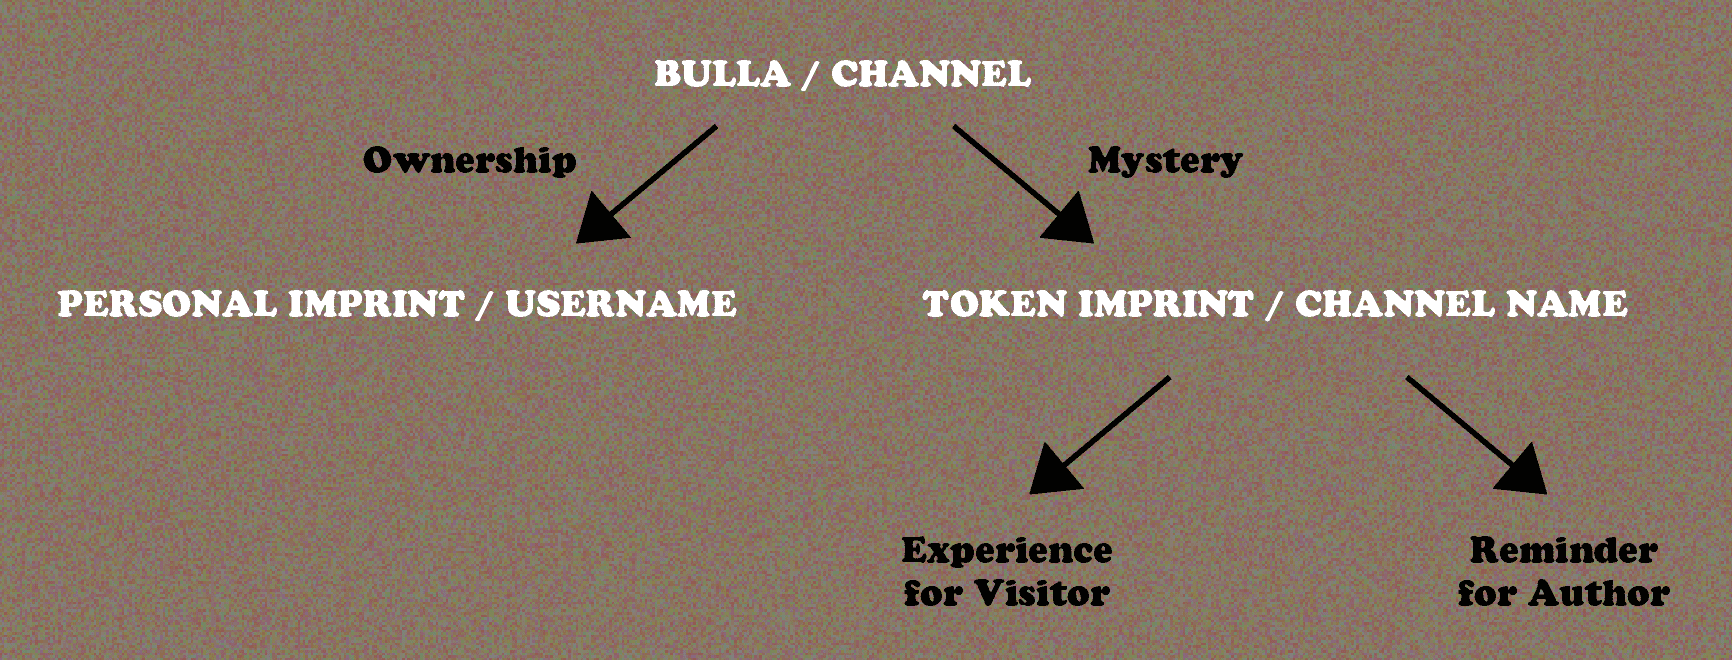 BULLA / CHANNEL
Ownership
Mystery
PERSONAL IMPRINT / USERNAME
TOKEN IMPRINT / CHANNEL NAME
Experience
for Visitor
Reminder
for Author